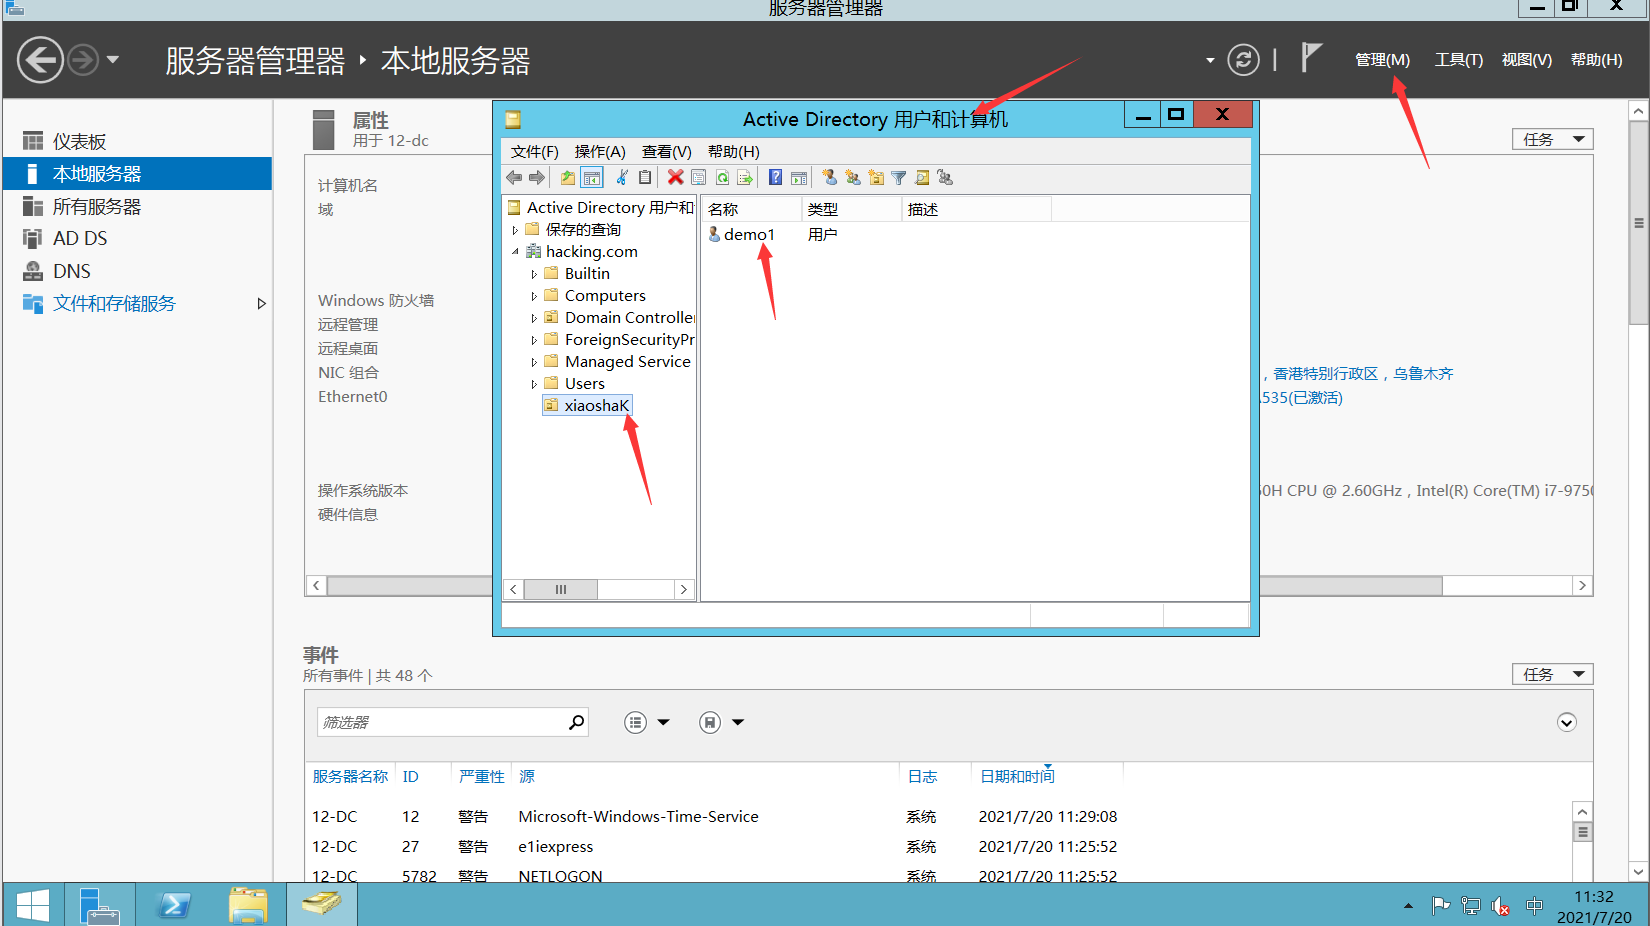 服务器管理器
服务器管理器 ‣ 本地服务器
管理(M) 工具(T) 视图(V) 帮助(H)
仪表板
本地服务器
所有服务器
AD DS
DNS
文件和存储服务
属性
用于 12-dc
任务
计算机名
域
Windows 防火墙
远程管理
远程桌面
NIC 组合
Ethernet0
操作系统版本
硬件信息
，香港特别行政区，乌鲁木齐
.535(已激活)
50H CPU @ 2.60GHz , Intel(R) Core(TM) i7-975
Active Directory 用户和计算机
文件(F) 操作(A) 查看(V) 帮助(H)
Active Directory 用户和
保存的查询
hacking.com
Builtin
Computers
Domain Controller
ForeignSecurityPr
Managed Service
Users
xiaoshaK
名称 类型 描述
demo1 用户
事件
所有事件 | 共 48 个
任务
筛选器
服务器名称 ID 严重性 源 日志 日期和时间
12-DC 12 警告 Microsoft-Windows-Time-Service 系统 2021/7/20 11:29:08
12-DC 27 警告 e1iexpress 系统 2021/7/20 11:25:52
12-DC 5782 警告 NETLOGON 系统 2021/7/20 11:25:52
中
11:32
2021/7/20